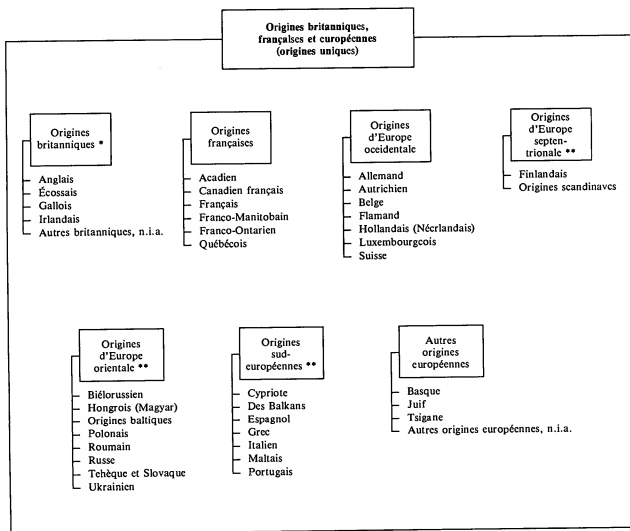 Origines britanniques,
françaises et européennes
(origines uniques)
Origines
britanniques *
Anglais
Écossais
Gallois
Irlandais
Autres britanniques, n.i.a.
Origines
françaises
Acadien
Canadien français
Français
Franco-Manitobain
Franco-Ontarien
Québécois
Origines
d'Europe
occidentale
Allemand
Autrichien
Belge
Flamand
Hollandais (Néerlandais)
Luxembourgeois
Suisse
Origines
d'Europe
septen-
trionale **
Finlandais
Origines scandinaves
Origines
d'Europe
orientale **
Biélorussien
Hongrois (Magyar)
Origines baltiques
Polonais
Roumain
Russe
Tchèque et Slovaque
Ukrainien
Origines
sud-
européennes **
Cypriote
Des Balkans
Espagnol
Grec
Italien
Maltais
Portugais
Autres
origines
européennes
Basque
Juif
Tsigane
Autres origines européennes, n.i.a.